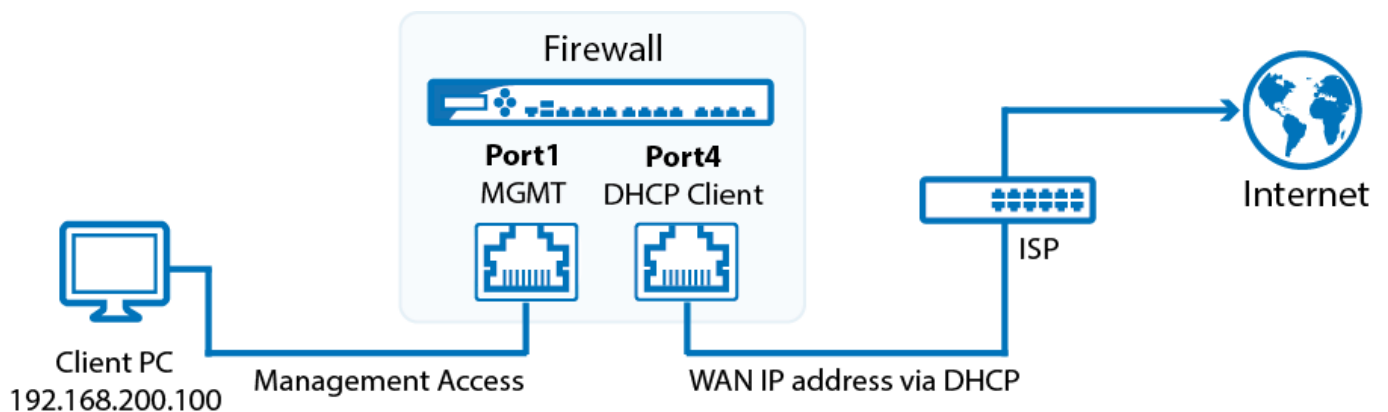 Firewall
Port1
MGMT
Port4
DHCP Client
Internet
ISP
Client PC
192.168.200.100
Management Access
WAN IP address via DHCP